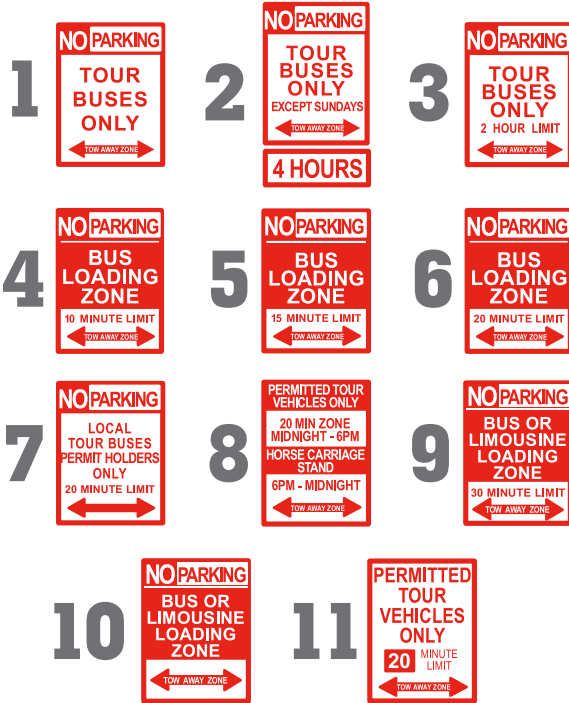 1
NO PARKING
TOUR
BUSES
ONLY
TOW AWAY ZONE
2
NO PARKING
TOUR
BUSES
ONLY
EXCEPT SUNDAYS
TOW AWAY ZONE
4 HOURS
3
NO PARKING
TOUR
BUSES
ONLY
2 HOUR LIMIT
TOW AWAY ZONE
4
NO PARKING
BUS
LOADING
ZONE
10 MINUTE LIMIT
TOW AWAY ZONE
5
NO PARKING
BUS
LOADING
ZONE
15 MINUTE LIMIT
TOW AWAY ZONE
6
NO PARKING
BUS
LOADING
ZONE
20 MINUTE LIMIT
TOW AWAY ZONE
7
NO PARKING
LOCAL
TOUR BUSES
PERMIT HOLDERS
ONLY
20 MINUTE LIMIT
8
PERMITTED TOUR
VEHICLES ONLY
20 MIN ZONE
MIDNIGHT - 6PM
HORSE CARRIAGE
STAND
6PM - MIDNIGHT
TOW AWAY ZONE
9
NO PARKING
BUS OR
LIMOUSINE
LOADING
ZONE
30 MINUTE LIMIT
TOW AWAY ZONE
10
NO PARKING
BUS OR
LIMOUSINE
LOADING
ZONE
TOW AWAY ZONE
11
PERMITTED
TOUR
VEHICLES
ONLY
20 MINUTE
LIMIT
TOW AWAY ZONE